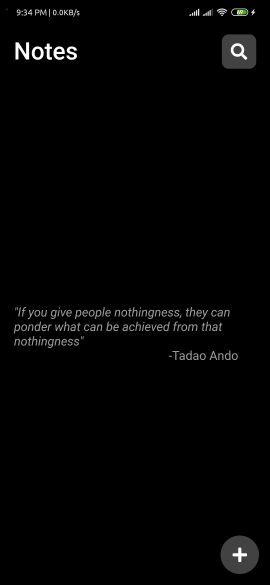 9:34 PM | 0.0KB/s
69
Notes
"If you give people nothingness, they can
ponder what can be achieved from that
nothingness"
-Tadao Ando